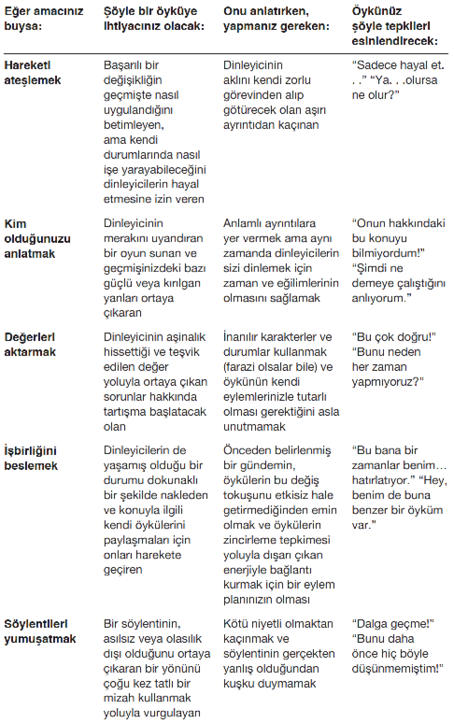 Eğer amacınız
buysa:
Şöyle bir öyküye
ihtiyacınız olacak:
Onu anlatırken,
yapmanız gereken:
Öykünüz
şöyle tepkileri
esinlendirecek:
Hareketi
ateşlemek
Başarılı bir
değişikliğin
geçmişte nasıl
uygulandığını
betimleyen,
ama kendi
durumlarında nasıl
işe yarayabileceğini
dinleyicilerin hayal
etmesine izin veren
Dinleyicinin
aklını kendi zorlu
görevinden alıp
götürecek olan aşırı
ayrıntıdan kaçınan
“Sadece hayal et.
. .” “Ya. . .olursa
ne olur?”
Kim
olduğunuzu
anlatmak
Dinleyicinin
merakını uyandıran
bir oyun sunan ve
geçmişinizdeki bazı
güçlü veya kırılgan
yanları ortaya
çıkaran
Anlamlı ayrıntılara
yer vermek ama aynı
zamanda dinleyicilerin
sizi dinlemek için
zaman ve eğilimlerinin
olmasını sağlamak
“Onun hakkındaki
bu konuyu
bilmiyordum!”
“Şimdi ne
demeye çalıştığını
anlıyorum.”
Değerleri
aktarmak
Dinleyicinin aşinalık
hissettiği ve teşvik
edilen değer
yoluyla ortaya çıkan
sorunlar hakkında
tartışma başlatacak
olan
İnanılır karakterler ve
durumlar kullanmak
(farazi olsalar bile) ve
öykünün kendi
eylemlerinizle tutarlı
olması gerektiğini asla
unutmamak
“Bu çok doğru!”
“Bunu neden
her zaman
yapmıyoruz?”
İşbirliğini
beslemek
Dinleyicilerin de
yaşamış olduğu bir
durumu dokunaklı
bir şekilde nakleden
ve konuyla ilgili
kendi öykülerini
paylaşmaları için
onları harekete
geçiren
Önceden belirlenmiş
bir gündemin,
öykülerin bu değiş
tokuşunu etkisiz hale
getirmediğinden emin
olmak ve öykülerin
zincirleme tepkimesi
yoluyla dışarı çıkan
enerjiyle bağlantı
kurmak için bir eylem
planınızın olması
“Bu bana bir
zamanlar benim…
hatırlatıyor.” “Hey,
benim de buna
benzer bir öyküm
var.”
Söylentileri
yumuşatmak
Bir söylentinin,
asılsız veya olasılık
dışı olduğunu ortaya
çıkaran bir yönünü
çoğu kez tatlı bir
mizah kullanmak
yoluyla vurgulayan
Kötü niyetli olmaktan
kaçınmak ve
söylentinin gerçekten
yanlış olduğundan
kuşku duymamak
“Dalga geçme!”
“Bunu daha
önce hiç böyle
düşünmemiştim!”